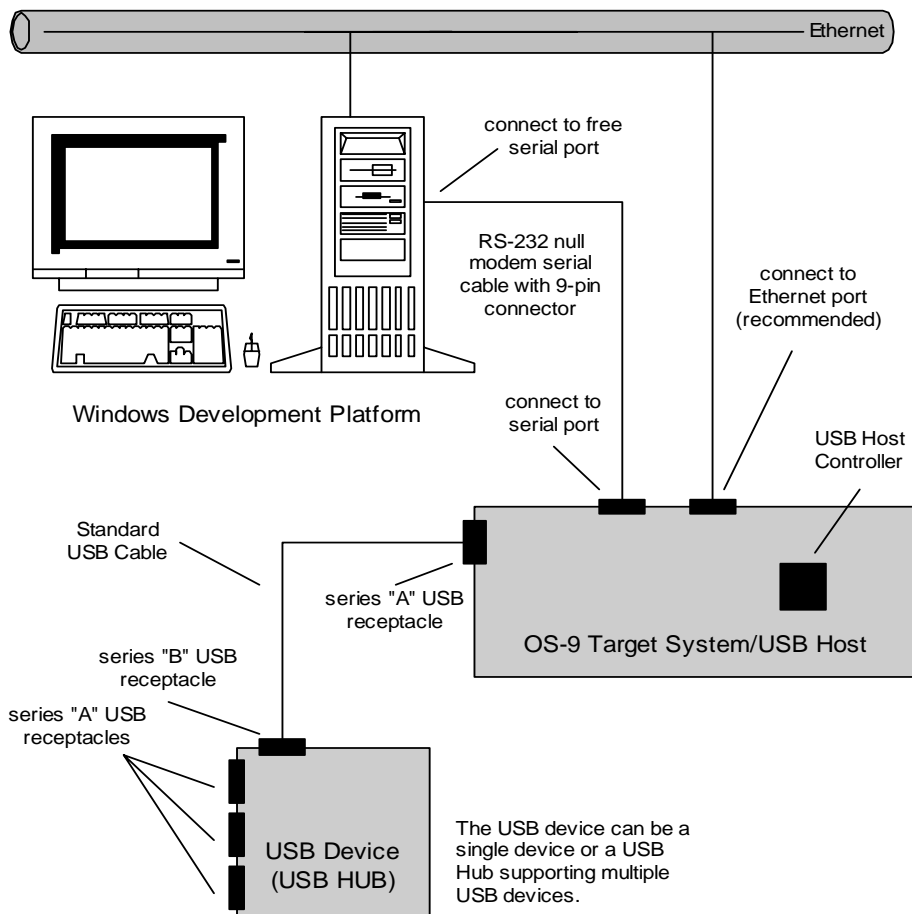 Ethernet
connect to free
serial port
RS-232 null
modem serial
cable with 9-pin
connector
connect to
Ethernet port
(recommended)
Windows Development Platform
connect to
serial port
USB Host
Controller
Standard
USB Cable
series "A" USB
receptacle
OS-9 Target System/USB Host
series "B" USB
receptacle
series "A" USB
receptacles
USB Device
(USB HUB)
The USB device can be a
single device or a USB
Hub supporting multiple
USB devices.